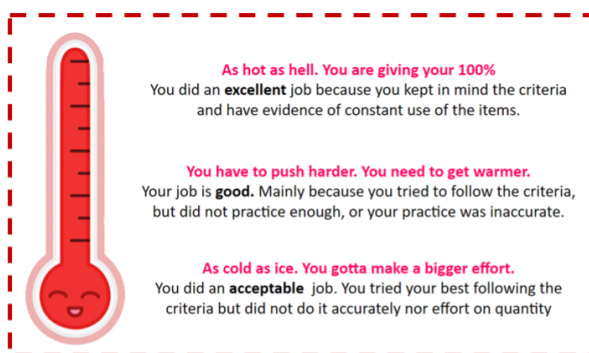 As hot as hell. You are giving your 100%
You did an excellent job because you kept in mind the criteria
and have evidence of constant use of the items.
You have to push harder. You need to get warmer.
Your job is good. Mainly because you tried to follow the criteria,
but did not practice enough, or your practice was inaccurate.
As cold as ice. You gotta make a bigger effort.
You did an acceptable job. You tried your best following the
criteria but did not do it accurately nor effort on quantity